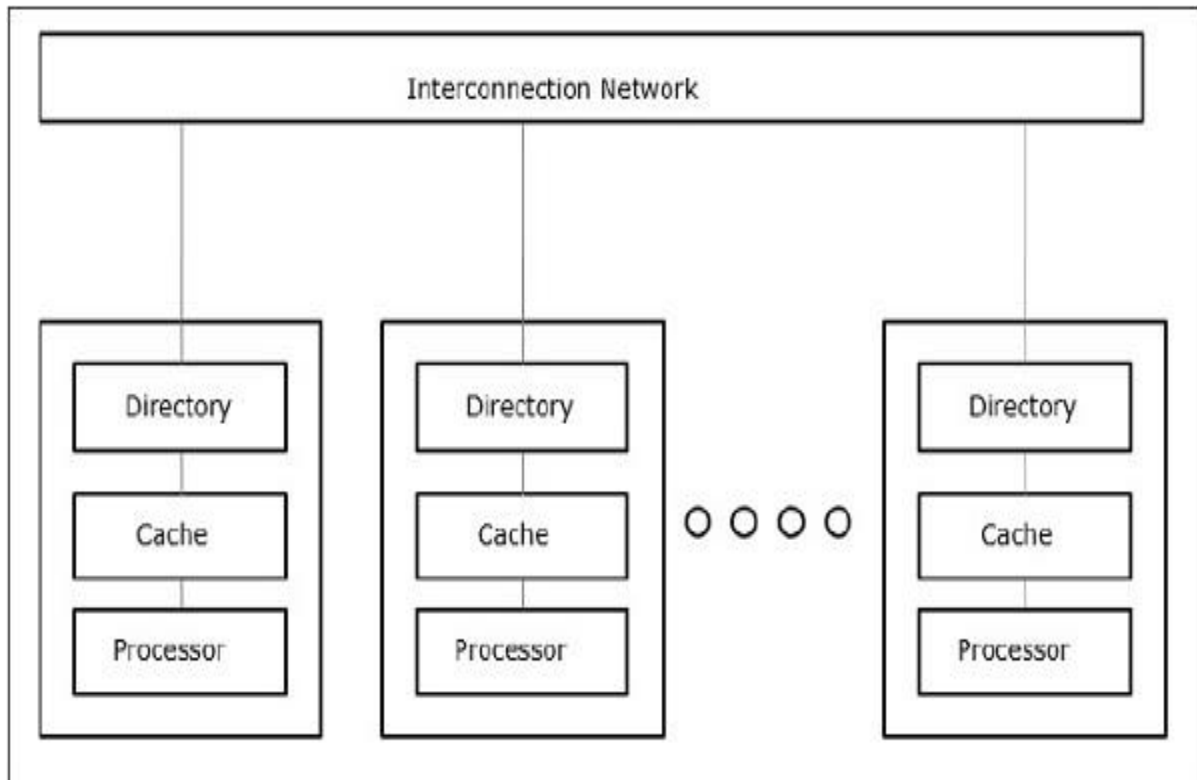 Interconnection Network
Directory
Cache
Processor
Directory
Cache
Processor
Directory
Cache
Processor